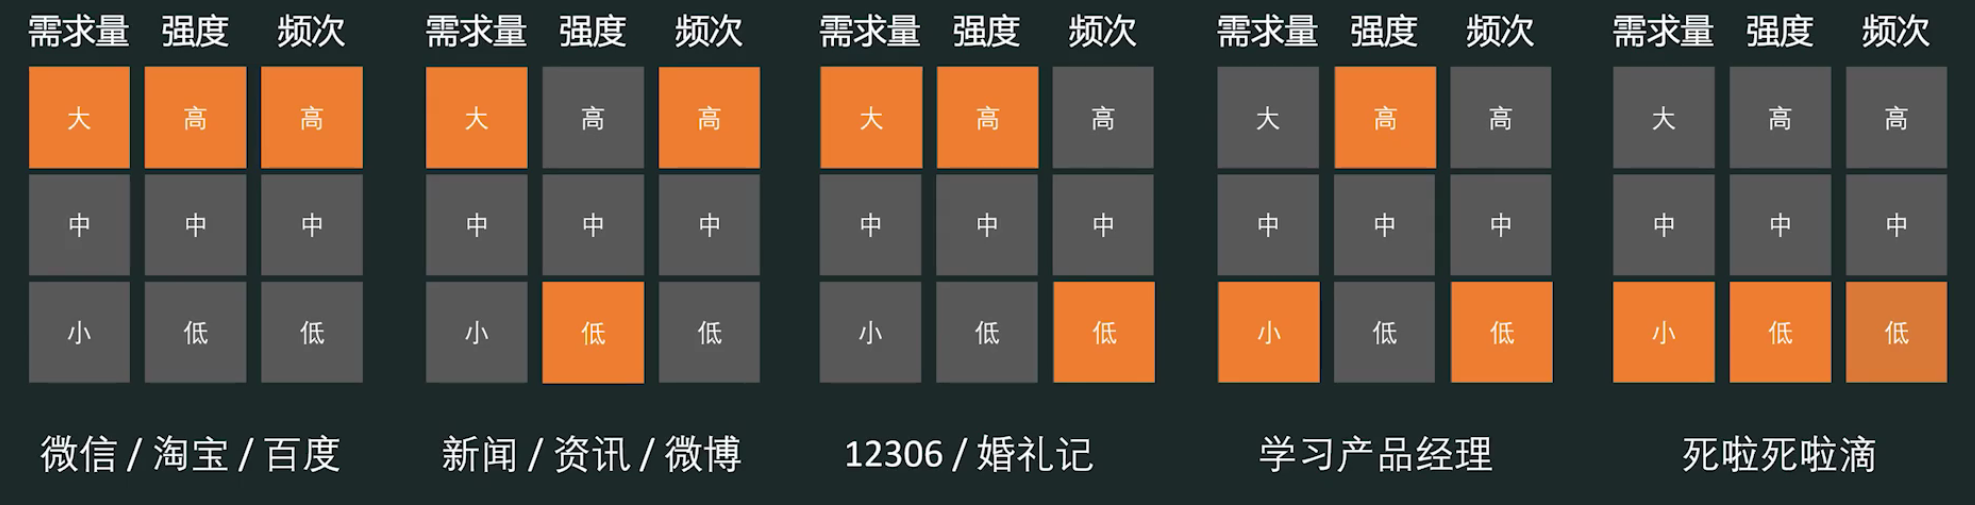 需求量 强度 频次 需求量 强度 频次 需求量 强度 频次 需求量 强度 频次 需求量 强度 频次
大 高 高 大 高 高 大 高 高 大 高 高 大 高 高
中 中 中 中 中 中 中 中 中 中 中 中 中 中 中
小 低 低 小 低 低 小 低 低 小 低 低 小 低 低
微信 / 淘宝 / 百度 新闻 / 资讯 / 微博 12306 / 婚礼记 学习产品经理 死啦死啦滴